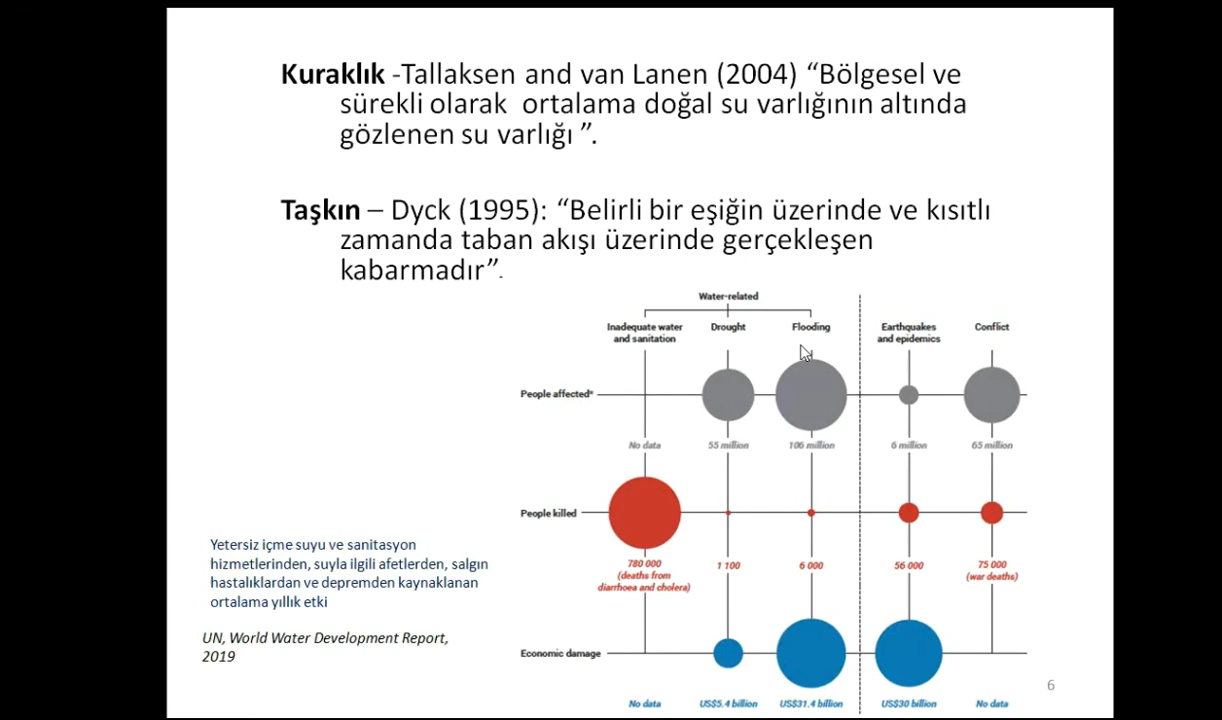 Kuraklık -Tallaksen and van Lanen (2004) “Bölgesel ve
sürekli olarak ortalama doğal su varlığının altında
gözlenen su varlığı ”.
Taşkın – Dyck (1995): “Belirli bir eşiğin üzerinde ve kısıtlı
zamanda taban akışı üzerinde gerçekleşen
kabarmadır”.
Water-related
Inadequate water
and sanitation
Drought
Flooding
Earthquakes
and epidemics
Conflict
People affected*
No data
55 million
106 million
6 million
65 million
People killed
780 000
(deaths from
diarrhoea and cholera)
1 100
6 000
56 000
75 000
(war deaths)
Economic damage
No data
US$5.4 billion
US$31.4 billion
US$30 billion
No data
Yetersiz içme suyu ve sanitasyon
hizmetlerinden, suyla ilgili afetlerden, salgın
hastalıklardan ve depremden kaynaklanan
ortalama yıllık etki
UN, World Water Development Report,
2019
6